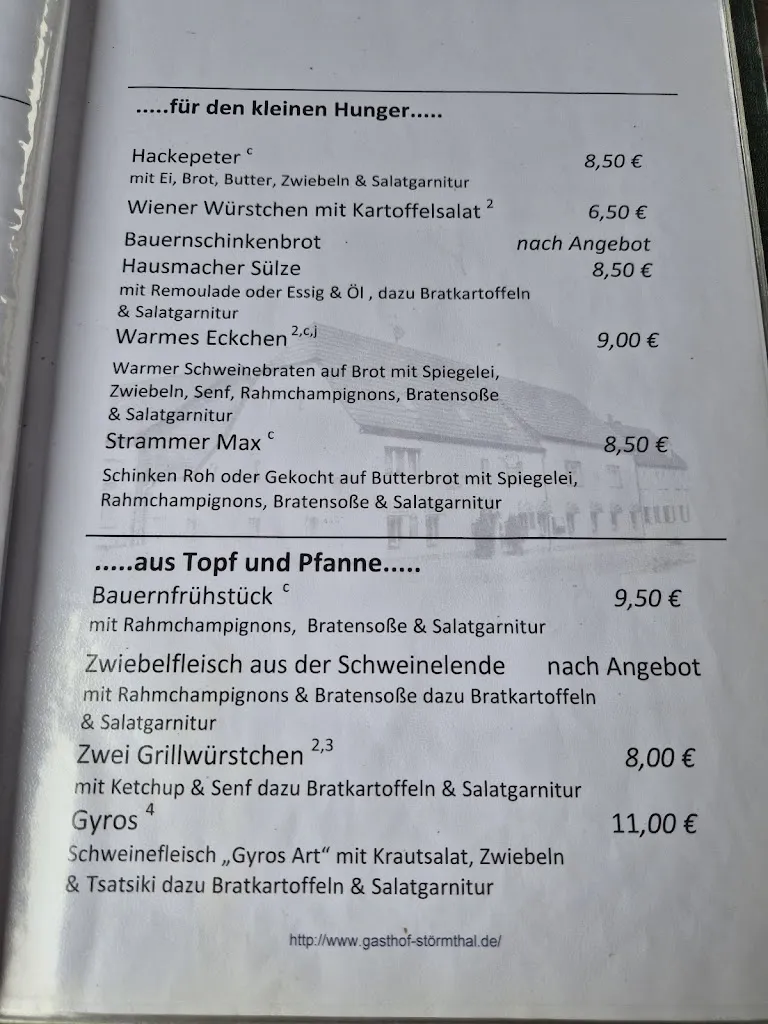 .....für den kleinen Hunger.....
Hackepeter ᶜ 8,50 €
mit Ei, Brot, Butter, Zwiebeln & Salatgarnitur
Wiener Würstchen mit Kartoffelsalat ² 6,50 €
Bauernschinkenbrot nach Angebot
Hausmacher Sülze 8,50 €
mit Remoulade oder Essig & Öl , dazu Bratkartoffeln
& Salatgarnitur
Warmes Eckchen ²,ᶜ,ʲ 9,00 €
Warmer Schweinebraten auf Brot mit Spiegelei,
Zwiebeln, Senf, Rahmchampignons, Bratensoße
& Salatgarnitur
Strammer Max ᶜ 8,50 €
Schinken Roh oder Gekocht auf Butterbrot mit Spiegelei,
Rahmchampignons, Bratensoße & Salatgarnitur
.....aus Topf und Pfanne.....
Bauernfrühstück ᶜ 9,50 €
mit Rahmchampignons, Bratensoße & Salatgarnitur
Zwiebelfleisch aus der Schweinelende nach Angebot
mit Rahmchampignons & Bratensoße dazu Bratkartoffeln
& Salatgarnitur
Zwei Grillwürstchen ²,³ 8,00 €
mit Ketchup & Senf dazu Bratkartoffeln & Salatgarnitur
Gyros ⁴ 11,00 €
Schweinefleisch „Gyros Art“ mit Krautsalat, Zwiebeln
& Tsatsiki dazu Bratkartoffeln & Salatgarnitur
http://www.gasthof-störmthal.de/